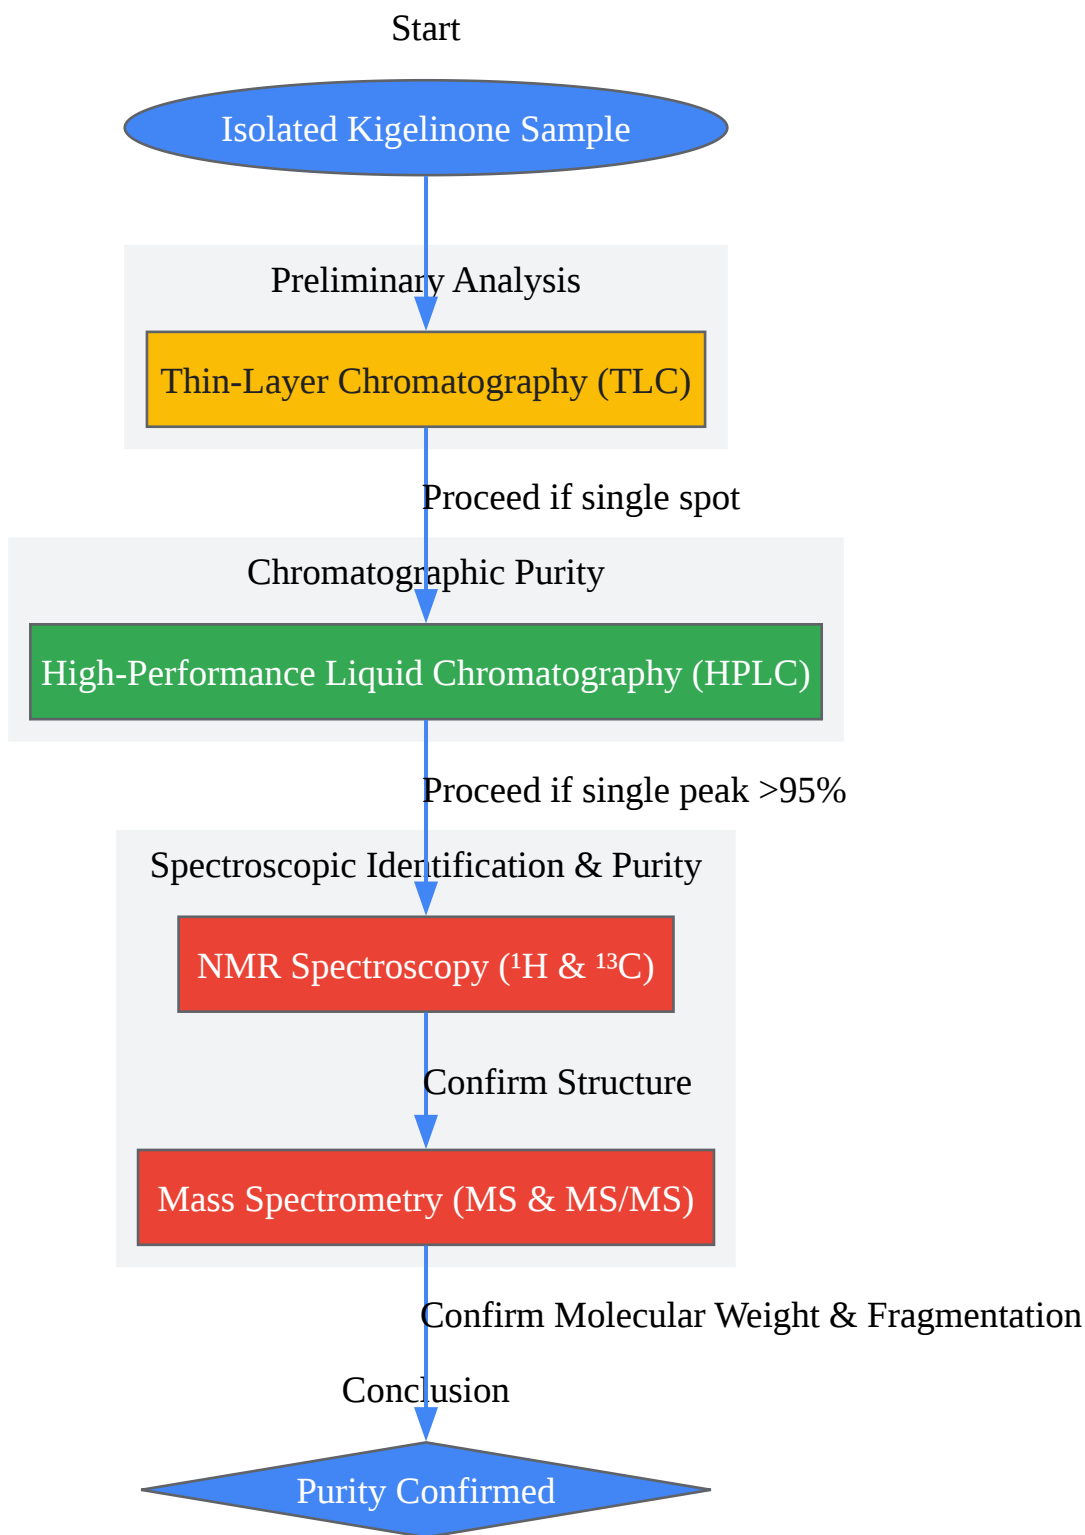 Start
Isolated Kigelinone Sample
Preliminary Analysis
Thin-Layer Chromatography (TLC)
Proceed if single spot
Chromatographic Purity
High-Performance Liquid Chromatography (HPLC)
Proceed if single peak >95%
Spectroscopic Identification & Purity
NMR Spectroscopy (¹H & ¹³C)
Confirm Structure
Mass Spectrometry (MS & MS/MS)
Confirm Molecular Weight & Fragmentation
Conclusion
Purity Confirmed